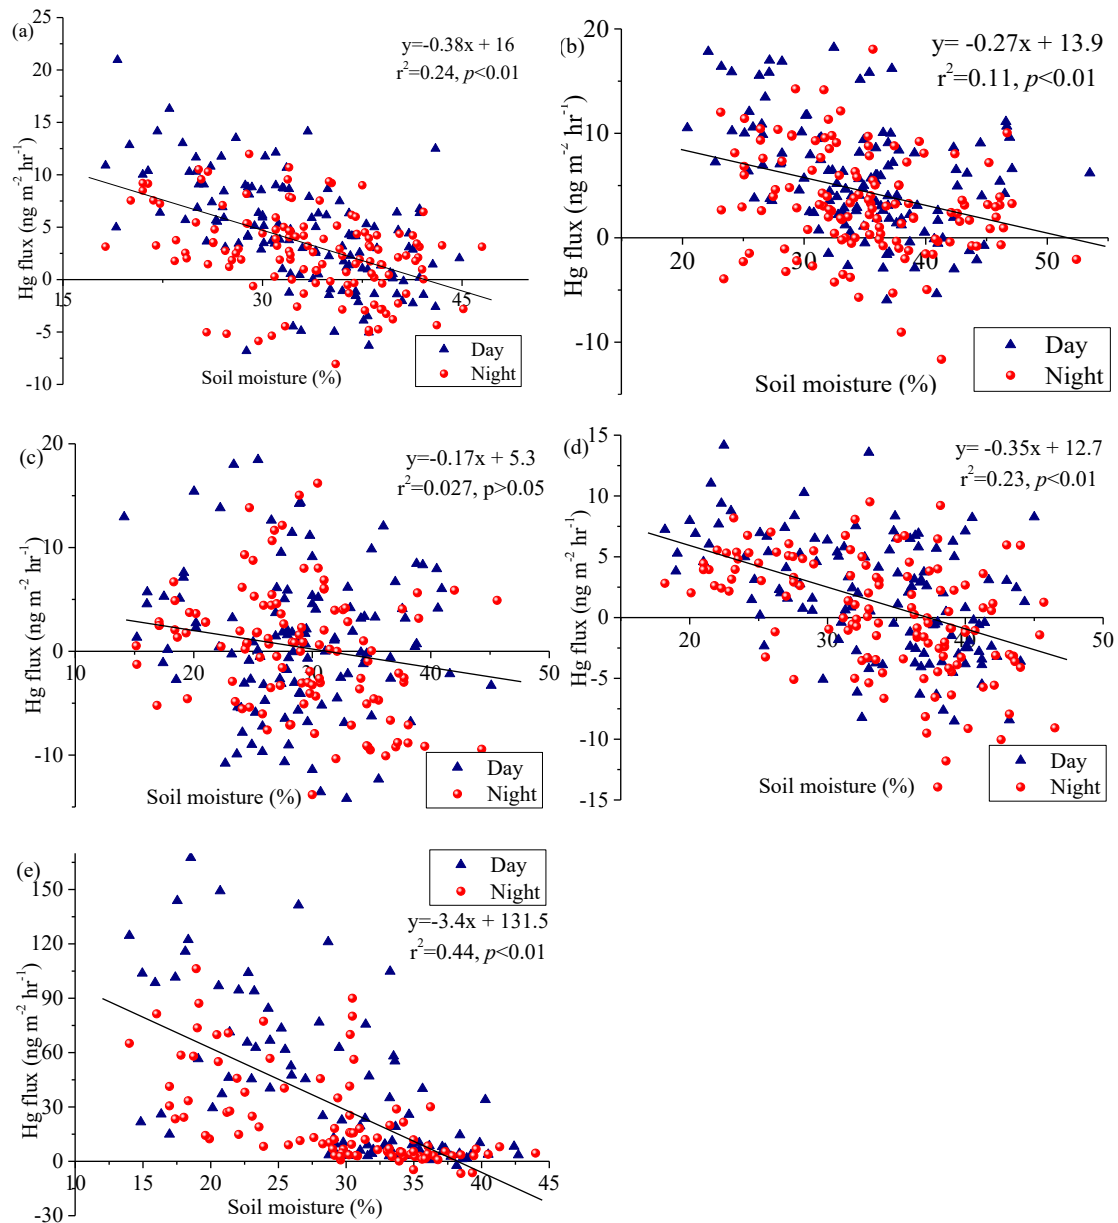 (a)
y=-0.38x + 16
r²=0.24, p<0.01
25
20
15
10
5
0
-5
-10
15
30
45
Hg flux (ng m⁻² hr⁻¹)
Soil moisture (%)
Day
Night
(b)
y= -0.27x + 13.9
r²=0.11, p<0.01
20
10
0
-10
20
30
40
50
Hg flux (ng m⁻² hr⁻¹)
Soil moisture (%)
Day
Night
(c)
y=-0.17x + 5.3
r²=0.027, p>0.05
20
10
0
-10
10
20
30
40
50
Hg flux (ng m⁻² hr⁻¹)
Soil moisture (%)
Day
Night
(d)
y= -0.35x + 12.7
r²=0.23, p<0.01
15
10
5
0
-5
-10
-15
20
30
40
50
Hg flux (ng m⁻² hr⁻¹)
Soil moisture (%)
Day
Night
(e)
Day
Night
y=-3.4x + 131.5
r²=0.44, p<0.01
150
120
90
60
30
0
-30
10
15
20
25
30
35
40
45
Hg flux (ng m⁻² hr⁻¹)
Soil moisture (%)